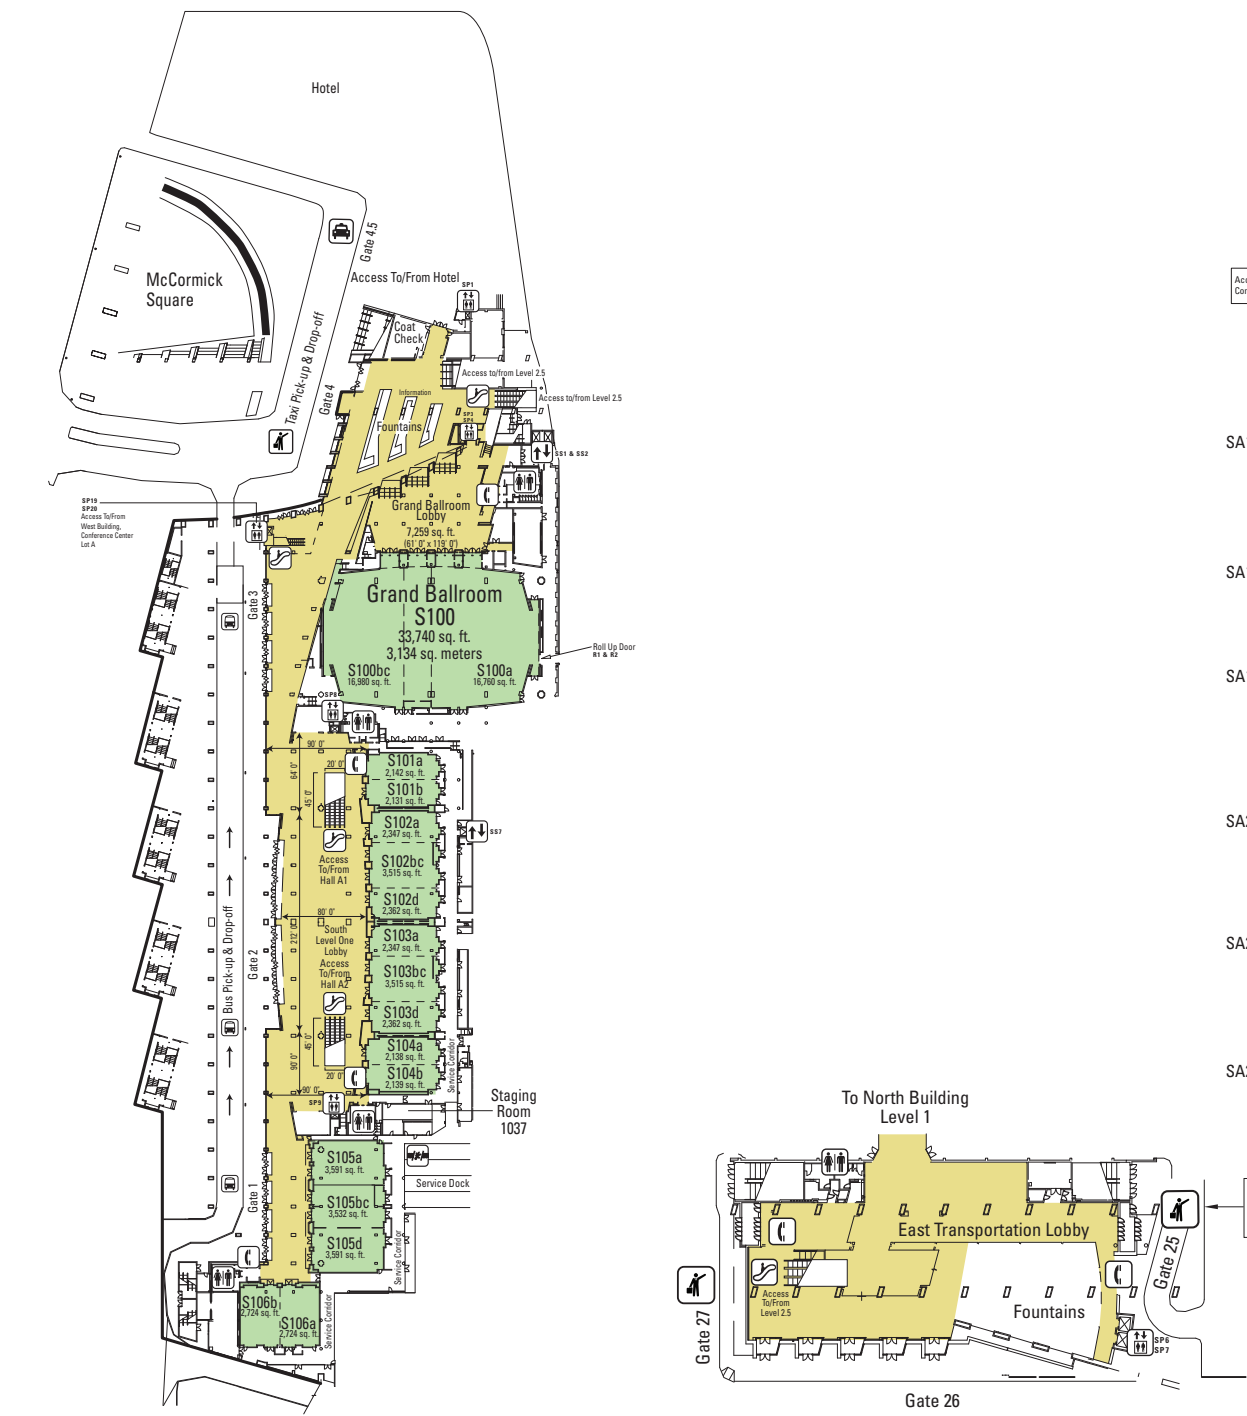 Hotel
McCormick
Square
Gate 4.5
Access To/From Hotel
SP1
Taxi Pick-up & Drop-off
Gate 4
Coat
Check
Access to/from Level 2.5
Access to/from Level 2.5
Information
Fountains
SP3
SP4
SS1 & SS2
SP19
SP20
Access To/From
West Building,
Conference Center
Lot A
Grand Ballroom
Lobby
7,259 sq. ft.
(61' 0" x 119' 0")
Grand Ballroom
S100
33,740 sq. ft.
3,134 sq. meters
S100bc
16,980 sq. ft.
S100a
16,760 sq. ft.
Roll Up Door
R1 & R2
Gate 3
SP8
90' 0"
64' 0"
20' 0"
45' 0"
S101a
2,142 sq. ft.
S101b
2,131 sq. ft.
S102a
2,347 sq. ft.
SS7
Access
To/From
Hall A1
S102bc
3,515 sq. ft.
S102d
2,362 sq. ft.
80' 0"
212' 0"
South
Level One
Lobby
Access
To/From
Hall A2
S103a
2,347 sq. ft.
S103bc
3,515 sq. ft.
S103d
2,362 sq. ft.
Bus Pick-up & Drop-off
Gate 2
45' 0"
90' 0"
20' 0"
90' 0"
S104a
2,138 sq. ft.
S104b
2,139 sq. ft.
Service Corridor
SP9
Staging
Room
1037
S105a
3,591 sq. ft.
S105bc
3,532 sq. ft.
S105d
3,591 sq. ft.
Service Dock
Service Corridor
Gate 1
S106b
2,724 sq. ft.
S106a
2,724 sq. ft.
Service Corridor
To North Building
Level 1
East Transportation Lobby
Access
To/From
Level 2.5
Fountains
Gate 25
Gate 27
SP6
SP7
Gate 26